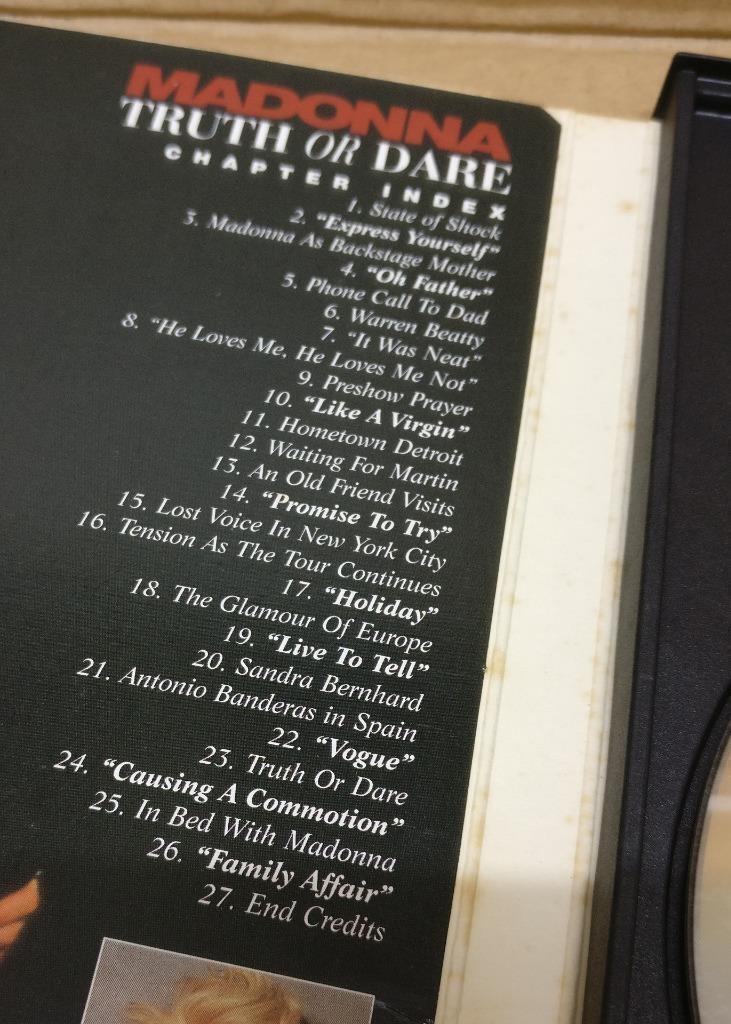 MADONNA
TRUTH OR DARE
CHAPTER INDEX
1. State of Shock
2. "Express Yourself"
3. Madonna As Backstage Mother
4. "Oh Father"
5. Phone Call To Dad
6. Warren Beatty
7. "It Was Neat"
8. "He Loves Me, He Loves Me Not"
9. Preshow Prayer
10. "Like A Virgin"
11. Hometown Detroit
12. Waiting For Martin
13. An Old Friend Visits
14. "Promise To Try"
15. Lost Voice In New York City
16. Tension As The Tour Continues
17. "Holiday"
18. The Glamour Of Europe
19. "Live To Tell"
20. Sandra Bernhard
21. Antonio Banderas in Spain
22. "Vogue"
23. Truth Or Dare
24. "Causing A Commotion"
25. In Bed With Madonna
26. "Family Affair"
27. End Credits